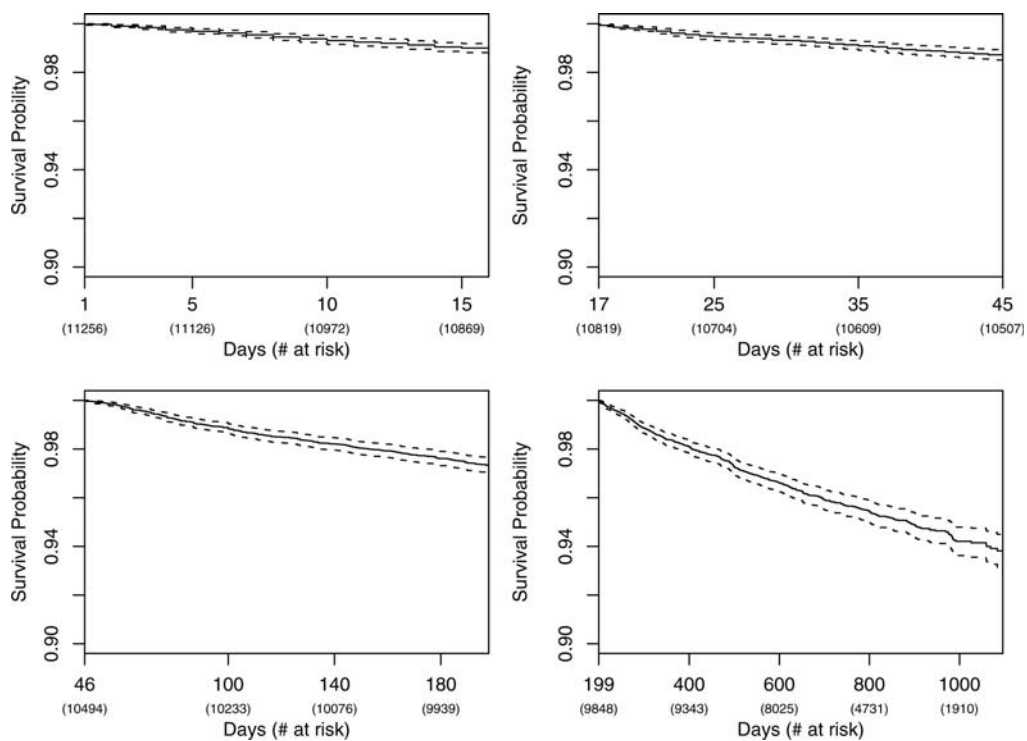 Survival Probility
0.98
0.94
0.90
1 5 10 15
(11256) (11126) (10972) (10869)
Days (# at risk)
Survival Probability
0.98
0.94
0.90
17 25 35 45
(10819) (10704) (10609) (10507)
Days (# at risk)
Survival Probability
0.98
0.94
0.90
46 100 140 180
(10494) (10233) (10076) (9939)
Days (# at risk)
Survival Probability
0.98
0.94
0.90
199 400 600 800 1000
(9848) (9343) (8025) (4731) (1910)
Days (# at risk)